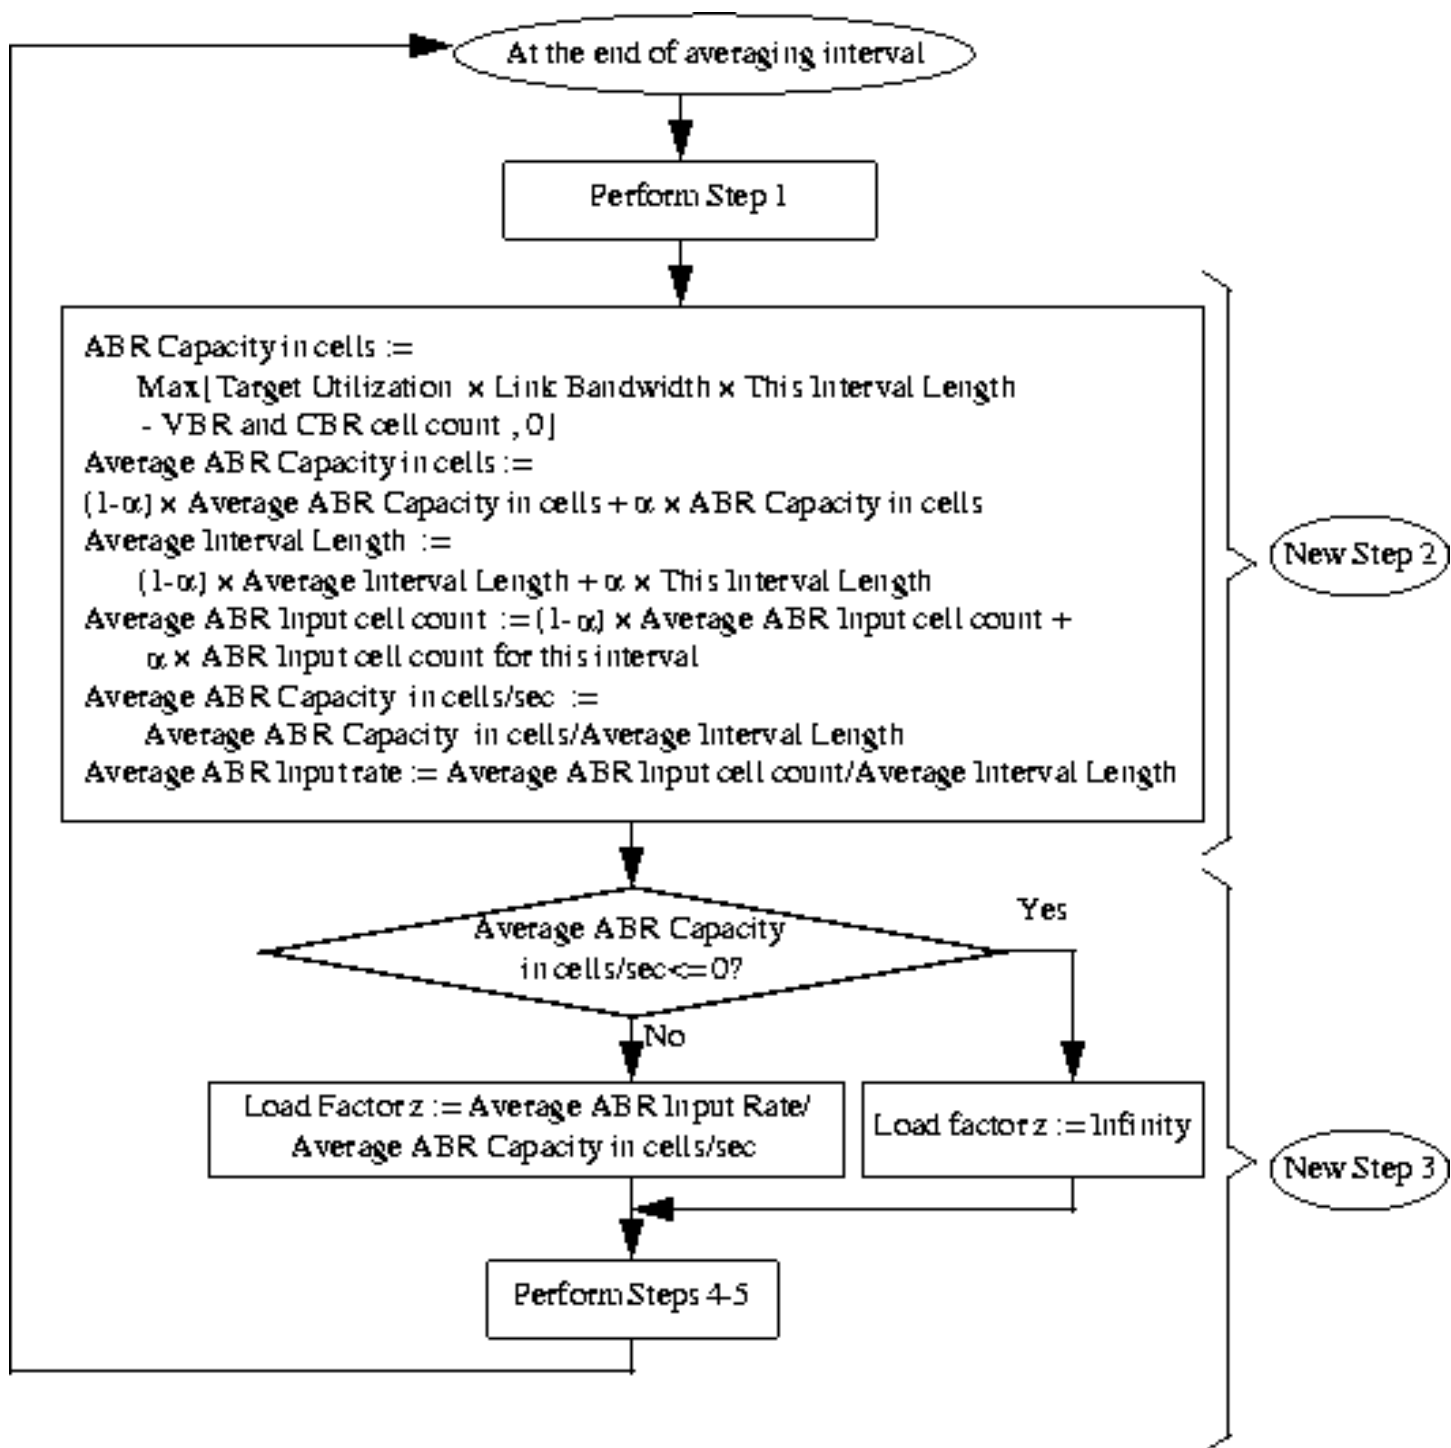 At the end of averaging interval
Perform Step 1
ABR Capacity in cells :=
Max[ Target Utilization × Link Bandwidth × This Interval Length
- VBR and CBR cell count , 0]
Average ABR Capacity in cells :=
(1-α) × Average ABR Capacity in cells + α × ABR Capacity in cells
Average Interval Length :=
(1-α) × Average Interval Length + α × This Interval Length
Average ABR Input cell count := (1-α) × Average ABR Input cell count +
α × ABR Input cell count for this interval
Average ABR Capacity in cells/sec :=
Average ABR Capacity in cells/Average Interval Length
Average ABR Input rate := Average ABR Input cell count/Average Interval Length
New Step 2
Average ABR Capacity
in cells/sec<=0?
Yes
No
Load Factor z := Average ABR Input Rate/
Average ABR Capacity in cells/sec
Load factor z := Infinity
New Step 3
Perform Steps 4-5